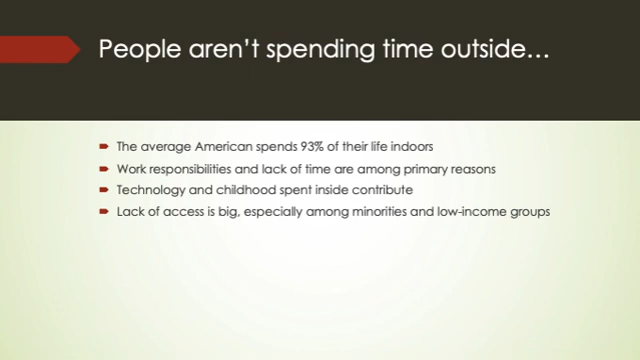 People aren’t spending time outside…
The average American spends 93% of their life indoors
Work responsibilities and lack of time are among primary reasons
Technology and childhood spent inside contribute
Lack of access is big, especially among minorities and low-income groups